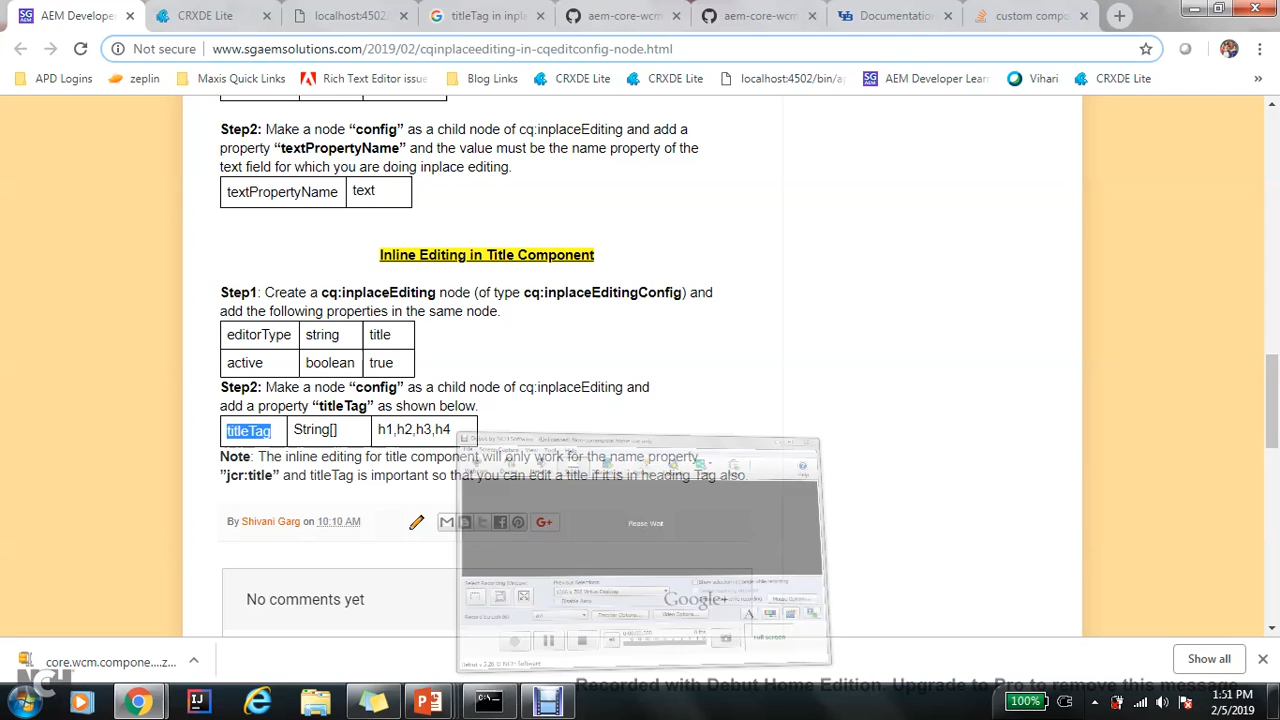 AEM Developer
CRXDE Lite
localhost:4502/
titleTag in inpl
aem-core-wcm
aem-core-wcm
Documentation
custom compo
Not secure
www.sgaemsolutions.com/2019/02/cqinplaceediting-in-cqeditconfig-node.html
APD Logins
zeplin
Maxis Quick Links
Rich Text Editor issue
Blog Links
CRXDE Lite
CRXDE Lite
localhost:4502/bin/a
AEM Developer Lear
Vihari
CRXDE Lite
»
Step2: Make a node “config” as a child node of cq:inplaceEditing and add a
property “textPropertyName” and the value must be the name property of the
text field for which you are doing inplace editing.
textPropertyName text
Inline Editing in Title Component
Step1: Create a cq:inplaceEditing node (of type cq:inplaceEditingConfig) and
add the following properties in the same node.
editorType string title
active boolean true
Step2: Make a node “config” as a child node of cq:inplaceEditing and
add a property “titleTag” as shown below.
titleTag String[] h1,h2,h3,h4
Note: The inline editing for title component will only work for the name property
”jcr:title” and titleTag is important so that you can edit a title if it is in heading Tag also.
Please Wait
By Shivani Garg on 10:10 AM
Google+
Full screen
No comments yet
core.wcm.compone....z...
Show all
NCH
Recorded with Debut Home Edition. Upgrade to Pro to remove this message
100%
1:51 PM
2/5/2019